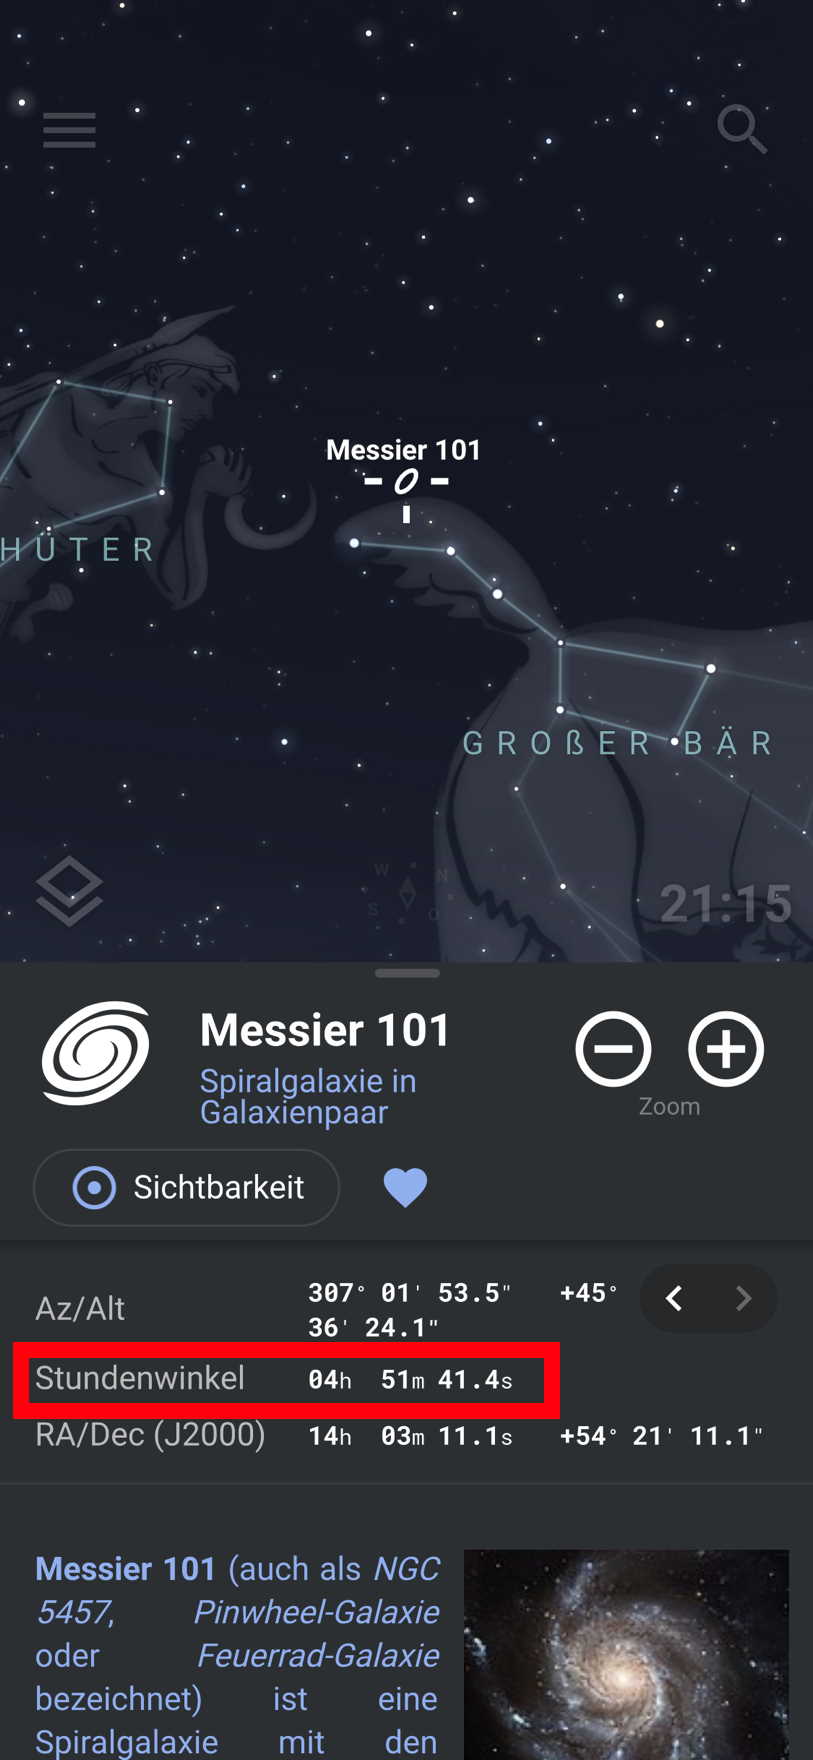 Messier 101
HÜTER
GROßER BÄR
W N
S O
21:15
Messier 101
Spiralgalaxie in
Galaxienpaar
Zoom
Sichtbarkeit
Az/Alt 307° 01' 53.5" +45°
36' 24.1"
Stundenwinkel 04h 51m 41.4s
RA/Dec (J2000) 14h 03m 11.1s +54° 21' 11.1"
Messier 101 (auch als NGC
5457, Pinwheel-Galaxie
oder Feuerrad-Galaxie
bezeichnet) ist eine
Spiralgalaxie mit den